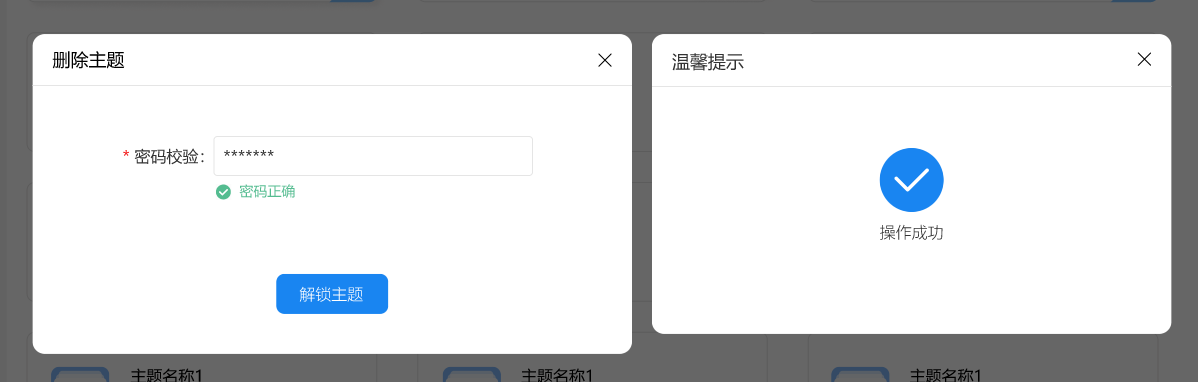 删除主题
* 密码校验:
*******
密码正确
解锁主题
温馨提示
操作成功
主题名称1
主题名称1
主题名称1